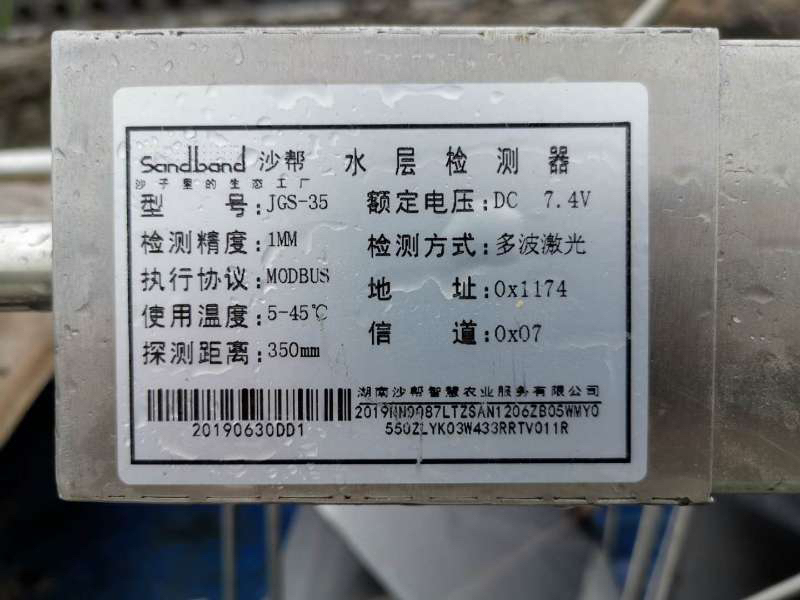 Sandband 沙帮 水层检测器
沙子里的生态工厂
型 号:JGS-35 额定电压:DC 7.4V
检测精度:1MM 检测方式:多波激光
执行协议:MODBUS 地 址:0x1174
使用温度:5-45℃ 信 道:0x07
探测距离:350mm
湖南沙帮智慧农业服务有限公司
20190630DD1 2019NN0087LTZSAN1206ZB05WMY0
550ZLYK03W433RRTV011R